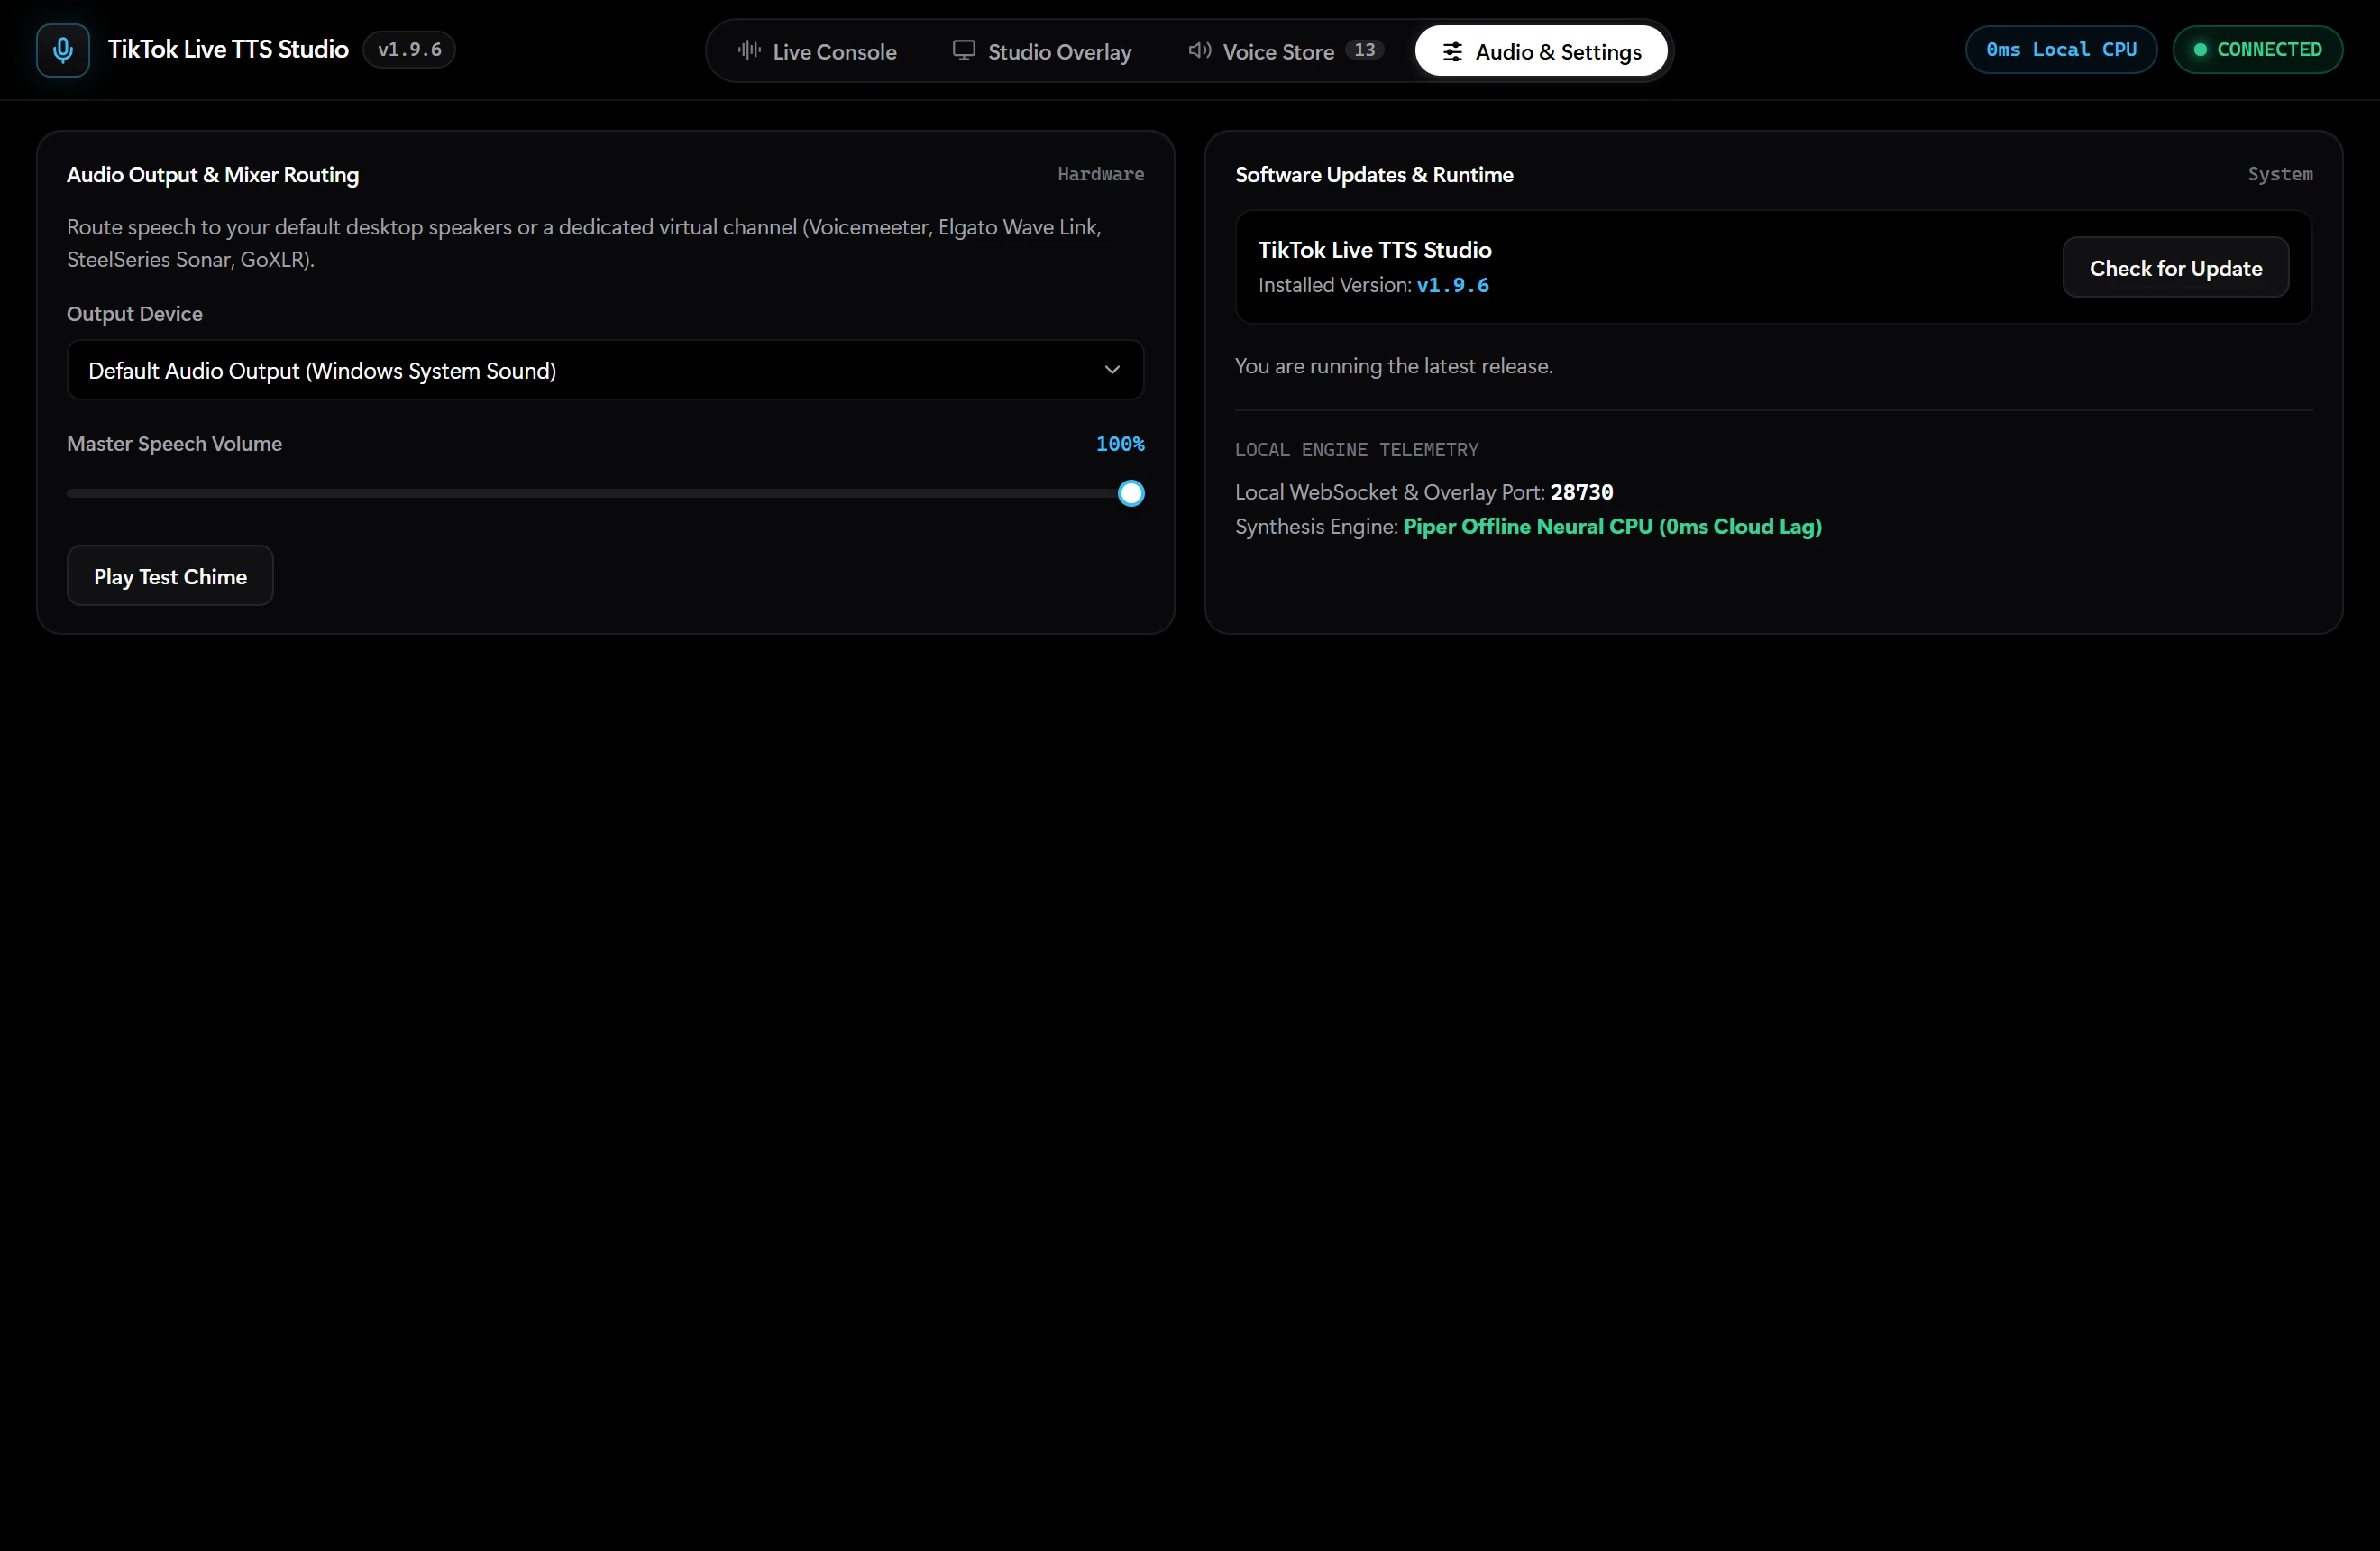 TikTok Live TTS Studio v1.9.6
Live Console
Studio Overlay
Voice Store 13
Audio & Settings
0ms Local CPU
CONNECTED
Audio Output & Mixer Routing
Hardware
Route speech to your default desktop speakers or a dedicated virtual channel (Voicemeeter, Elgato Wave Link,
SteelSeries Sonar, GoXLR).
Output Device
Default Audio Output (Windows System Sound)
Master Speech Volume
100%
Play Test Chime
Software Updates & Runtime
System
TikTok Live TTS Studio
Installed Version: v1.9.6
Check for Update
You are running the latest release.
LOCAL ENGINE TELEMETRY
Local WebSocket & Overlay Port: 28730
Synthesis Engine: Piper Offline Neural CPU (0ms Cloud Lag)